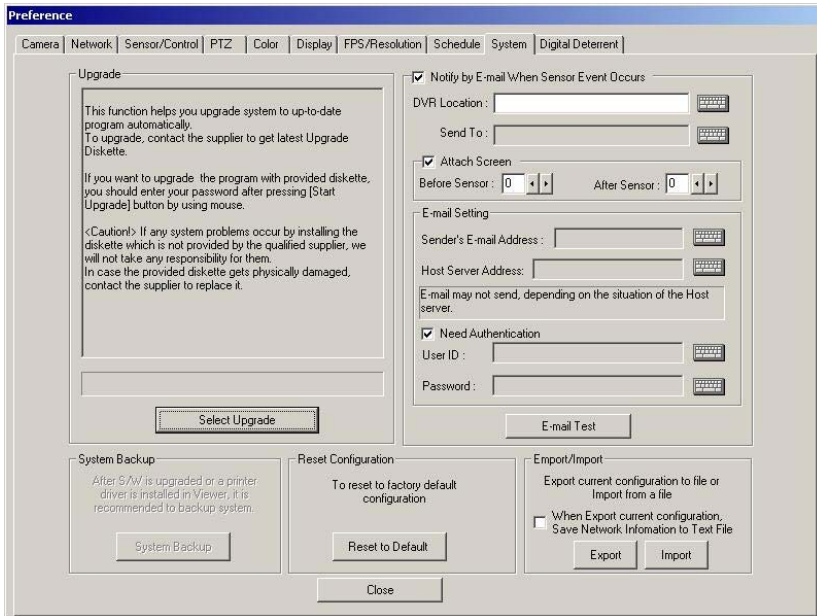 Preference
Camera Network Sensor/Control PTZ Color Display FPS/Resolution Schedule System Digital Deterrent
Upgrade
This function helps you upgrade system to up-to-date
program automatically.
To upgrade, contact the supplier to get latest Upgrade
Diskette.
If you want to upgrade the program with provided diskette,
you should enter your password after pressing [Start
Upgrade] button by using mouse.
<Caution!> If any system problems occur by installing the
diskette which is not provided by the qualified supplier, we
will not take any responsibility for them.
In case the provided diskette gets physically damaged,
contact the supplier to replace it.
Select Upgrade
Notify by E-mail When Sensor Event Occurs
DVR Location :
Send To :
Attach Screen
Before Sensor : 0
After Sensor : 0
E-mail Setting
Sender's E-mail Address :
Host Server Address:
E-mail may not send, depending on the situation of the Host
server.
Need Authentication
User ID :
Password :
E-mail Test
System Backup
After S/W is upgraded or a printer
driver is installed in Viewer, it is
recommended to backup system.
System Backup
Reset Configuration
To reset to factory default
configuration
Reset to Default
Emport/Import
Export current configuration to file or
Import from a file
When Export current configuration,
Save Network Infomation to Text File
Export Import
Close